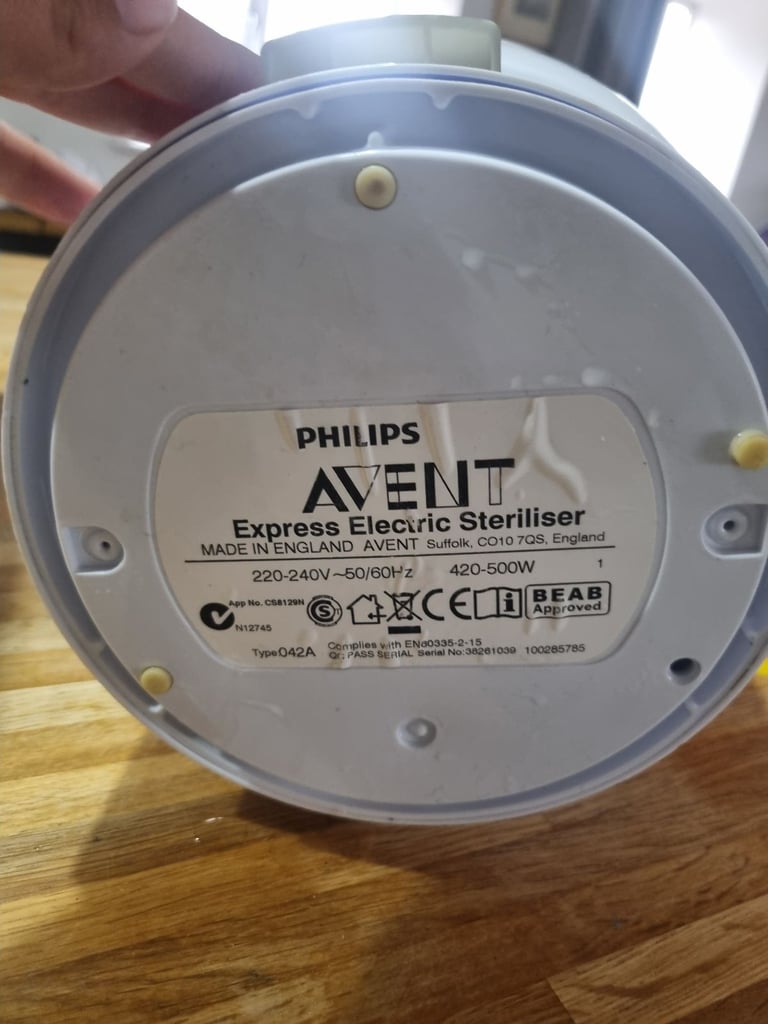 PHILIPS
AVENT
Express Electric Steriliser
MADE IN ENGLAND AVENT Suffolk, CO10 7QS, England
220-240V~50/60Hz 420-500W 1
App No. CS8129N
N12745
S
CE
i
BEAB
Approved
Type 042A
Complies with EN60335-2-15
QC PASS SERIAL Serial No:36261039 100285785